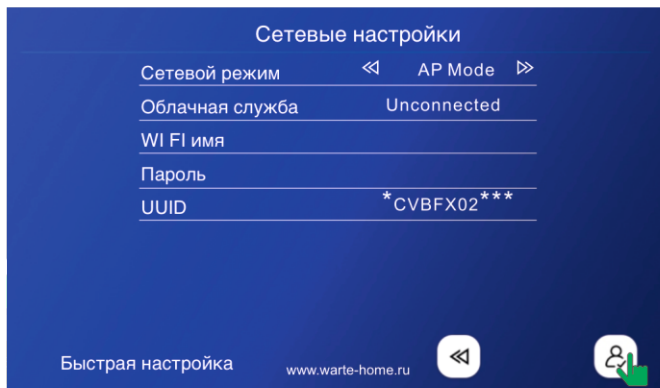 Сетевые настройки
Сетевой режим AP Mode
Облачная служба Unconnected
WI FI имя
Пароль
UUID *CVBFX02***
Быстрая настройка www.warte-home.ru